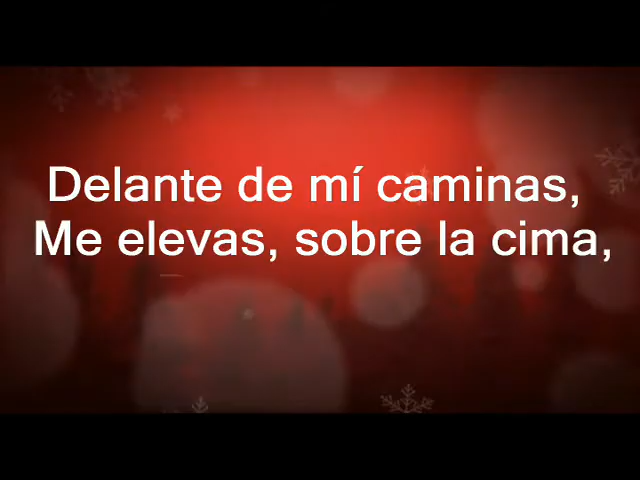 Delante de mí caminas,
Me elevas, sobre la cima,